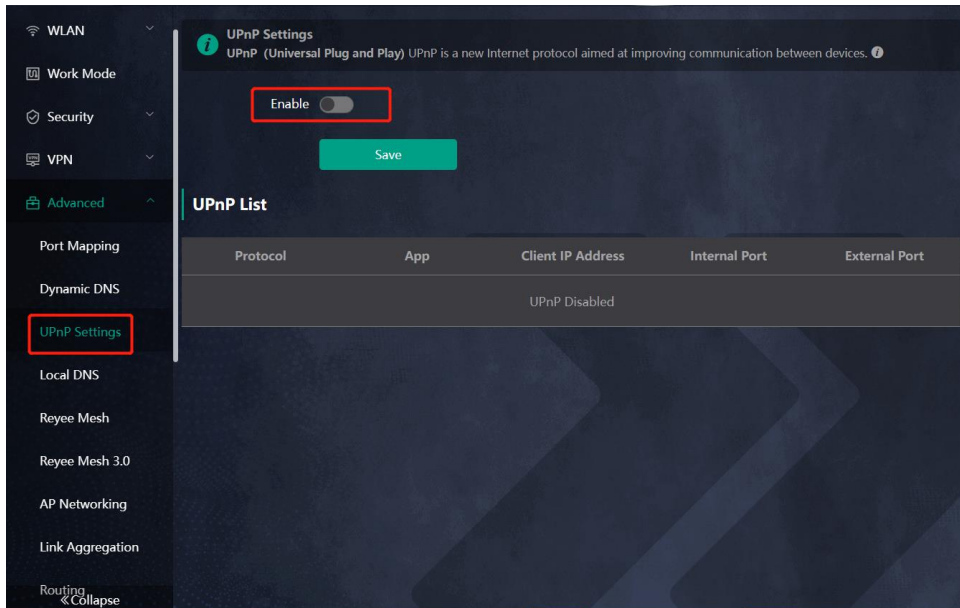 WLAN
Work Mode
Security
VPN
Advanced
Port Mapping
Dynamic DNS
UPnP Settings
Local DNS
Reyee Mesh
Reyee Mesh 3.0
AP Networking
Link Aggregation
Routing
«Collapse
UPnP Settings
UPnP (Universal Plug and Play) UPnP is a new Internet protocol aimed at improving communication between devices.
Enable
Save
UPnP List
Protocol App Client IP Address Internal Port External Port
UPnP Disabled